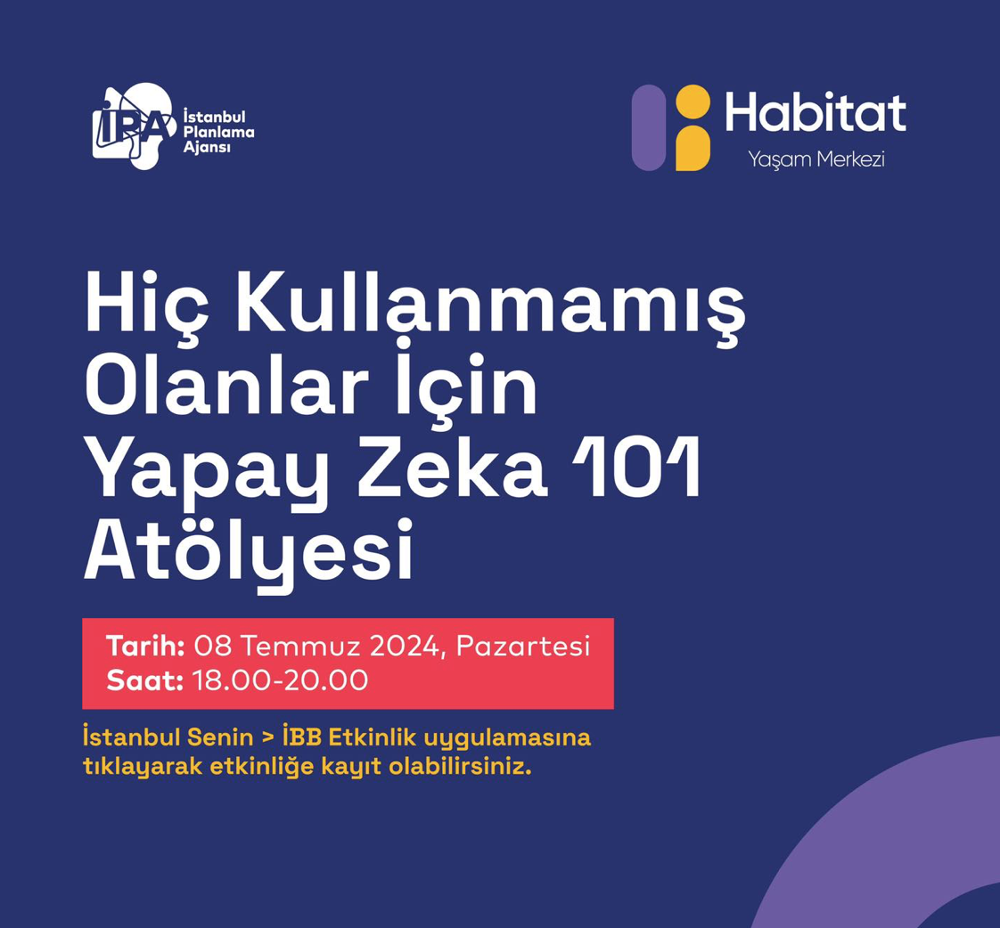 İPA
İstanbul
Planlama
Ajansı
Habitat
Yaşam Merkezi
Hiç Kullanmamış
Olanlar İçin
Yapay Zeka 101
Atölyesi
Tarih: 08 Temmuz 2024, Pazartesi
Saat: 18.00-20.00
İstanbul Senin > İBB Etkinlik uygulamasına
tıklayarak etkinliğe kayıt olabilirsiniz.